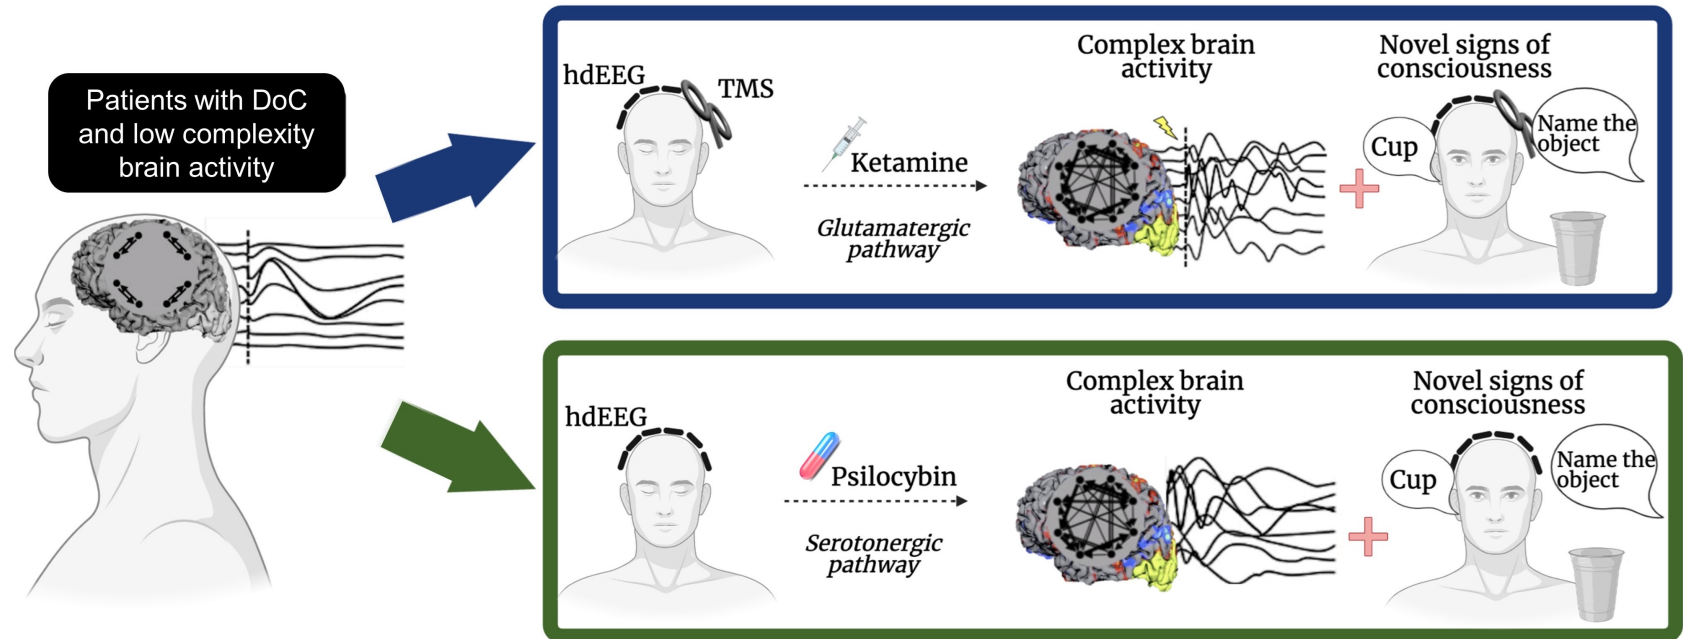 Patients with DoC
and low complexity
brain activity
hdEEG
TMS
Ketamine
Glutamatergic
pathway
Complex brain
activity
Novel signs of
consciousness
Cup
Name the
object
hdEEG
Psilocybin
Serotonergic
pathway
Complex brain
activity
Novel signs of
consciousness
Cup
Name the
object